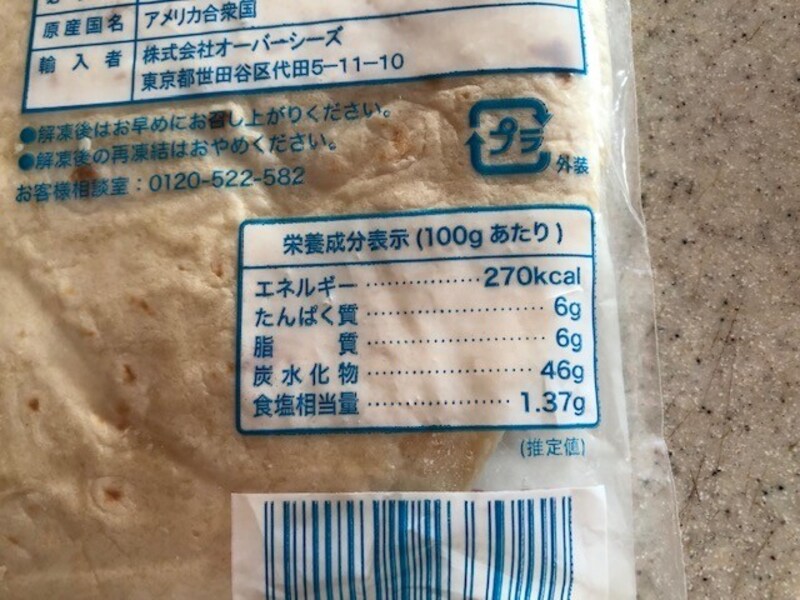 原産国名 アメリカ合衆国
輸入者 株式会社オーバーシーズ
東京都世田谷区代田5-11-10
●解凍後はお早めにお召し上がりください。
●解凍後の再凍結はおやめください。
お客様相談室：0120-522-582
プラ
外装
栄養成分表示(100gあたり)
エネルギー………………270kcal
たんぱく質………………6g
脂質………………6g
炭水化物………………46g
食塩相当量………………1.37g
(推定値)